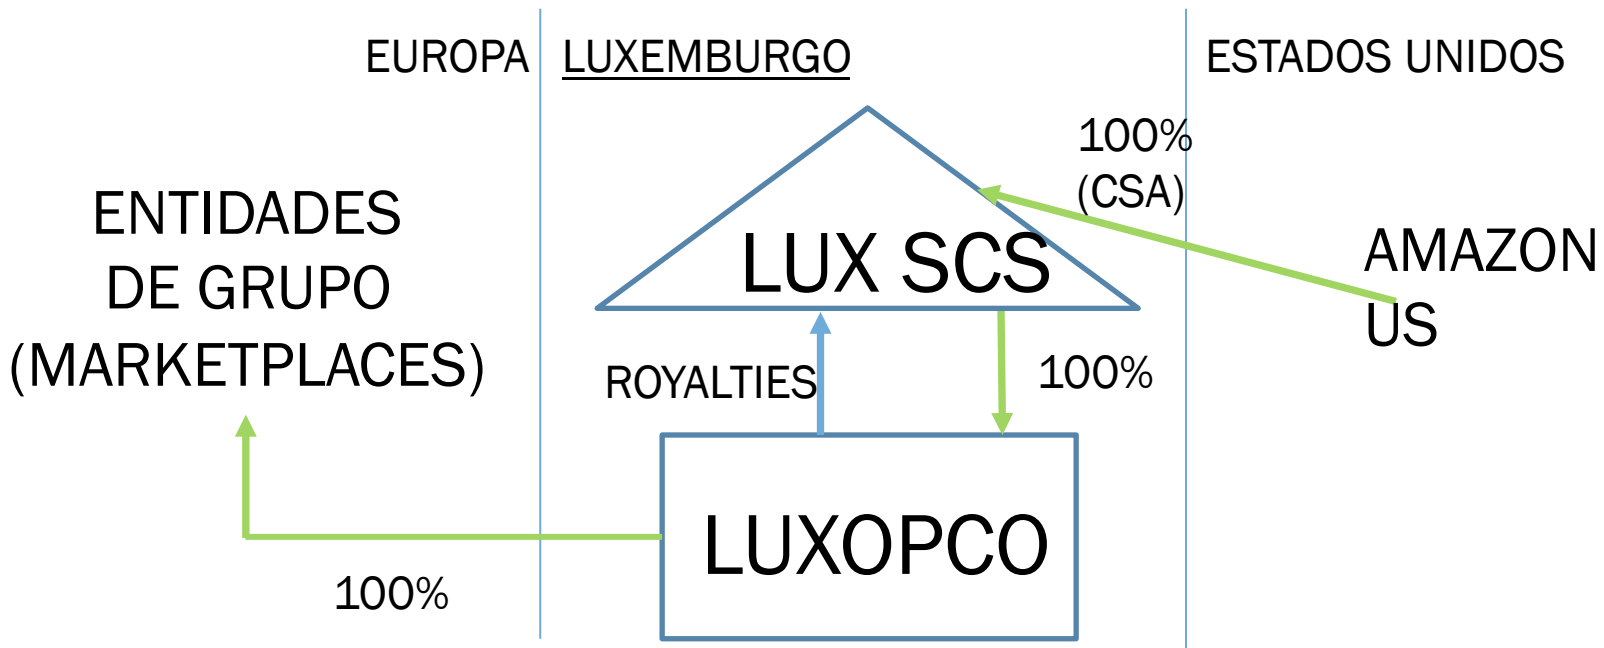 EUROPA
LUXEMBURGO
ESTADOS UNIDOS
100%
(CSA)
ENTIDADES
DE GRUPO
(MARKETPLACES)
LUX SCS
AMAZON
US
ROYALTIES
100%
LUXOPCO
100%